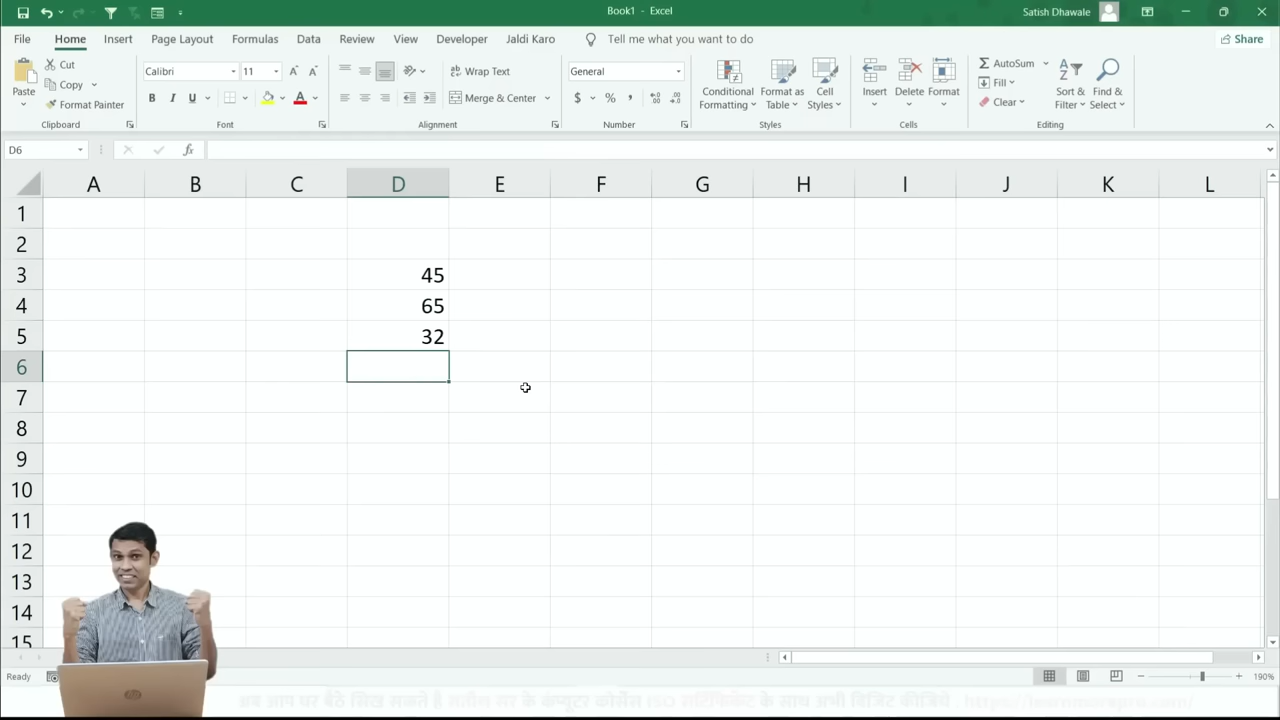 Book1 - Excel
Satish Dhawale
File Home Insert Page Layout Formulas Data Review View Developer Jaldi Karo Tell me what you want to do Share
Paste
Cut
Copy
Format Painter
Clipboard
Calibri 11
B I U
Font
Wrap Text
Merge & Center
Alignment
General
$ % ,
Number
Conditional Formatting
Format as Table
Cell Styles
Styles
Insert Delete Format
Cells
AutoSum
Fill
Clear
Sort & Filter
Find & Select
Editing
D6 fx
A B C D E F G H I J K L
1
2
3 45
4 65
5 32
6
7
8
9
10
11
12
13
14
15
Ready 190%